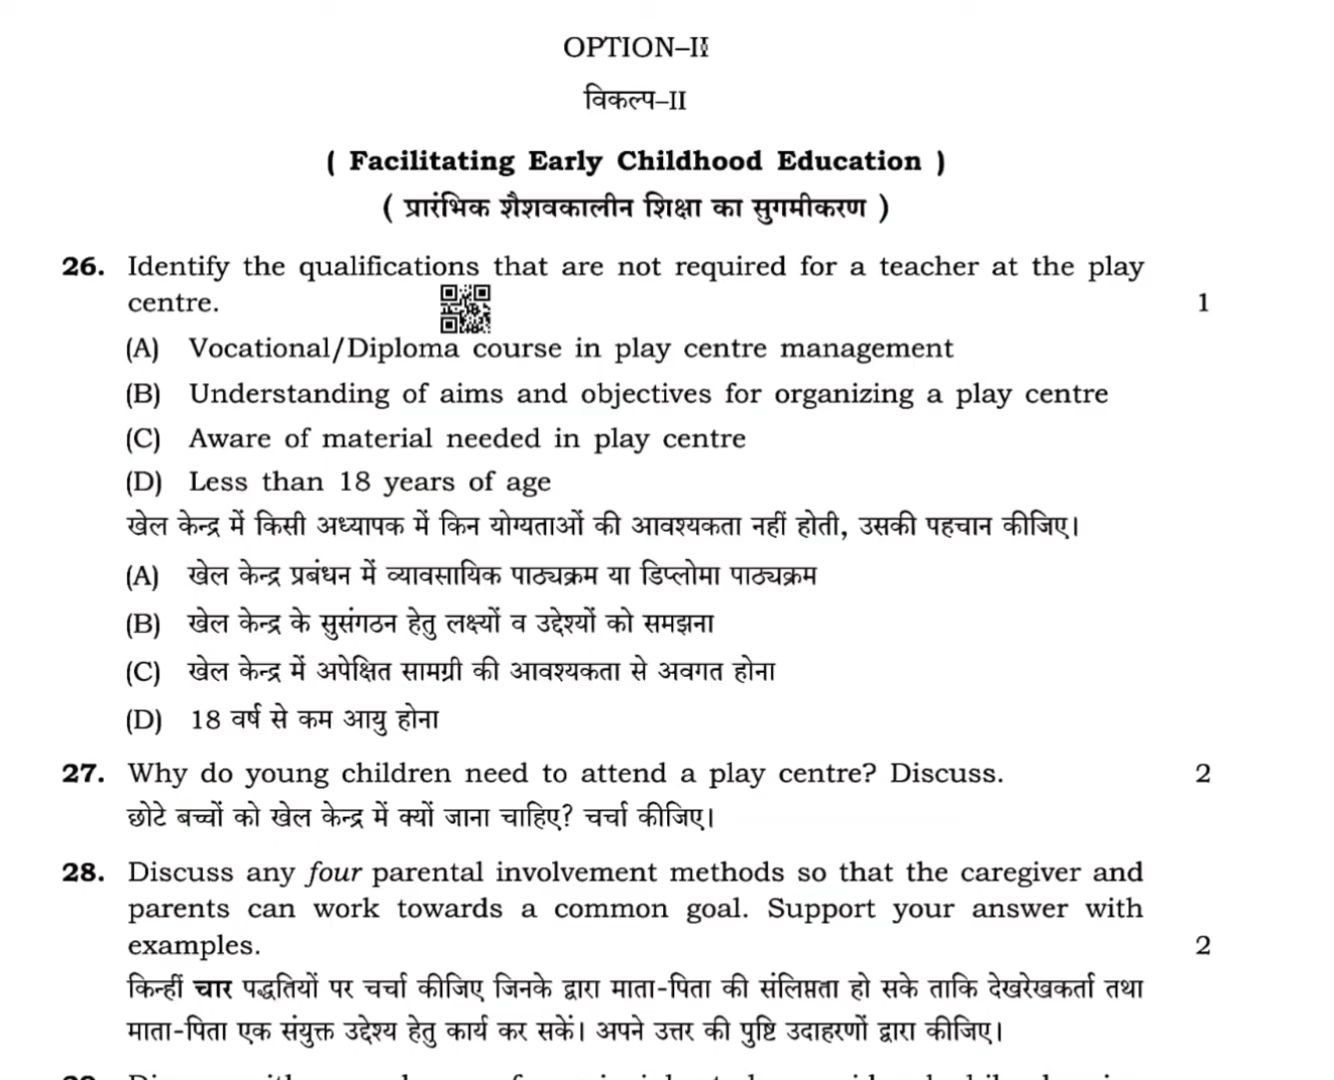 OPTION–II
विकल्प–II
( Facilitating Early Childhood Education )
( प्रारंभिक शैशवकालीन शिक्षा का सुगमीकरण )
26. Identify the qualifications that are not required for a teacher at the play
centre. 1
(A) Vocational/Diploma course in play centre management
(B) Understanding of aims and objectives for organizing a play centre
(C) Aware of material needed in play centre
(D) Less than 18 years of age
खेल केन्द्र में किसी अध्यापक में किन योग्यताओं की आवश्यकता नहीं होती, उसकी पहचान कीजिए।
(A) खेल केन्द्र प्रबंधन में व्यावसायिक पाठ्यक्रम या डिप्लोमा पाठ्यक्रम
(B) खेल केन्द्र के सुसंगठन हेतु लक्ष्यों व उद्देश्यों को समझना
(C) खेल केन्द्र में अपेक्षित सामग्री की आवश्यकता से अवगत होना
(D) 18 वर्ष से कम आयु होना
27. Why do young children need to attend a play centre? Discuss. 2
छोटे बच्चों को खेल केन्द्र में क्यों जाना चाहिए? चर्चा कीजिए।
28. Discuss any four parental involvement methods so that the caregiver and
parents can work towards a common goal. Support your answer with
examples. 2
किन्हीं चार पद्धतियों पर चर्चा कीजिए जिनके द्वारा माता-पिता की संलिप्तता हो सके ताकि देखरेखकर्ता तथा
माता-पिता एक संयुक्त उद्देश्य हेतु कार्य कर सकें। अपने उत्तर की पुष्टि उदाहरणों द्वारा कीजिए।